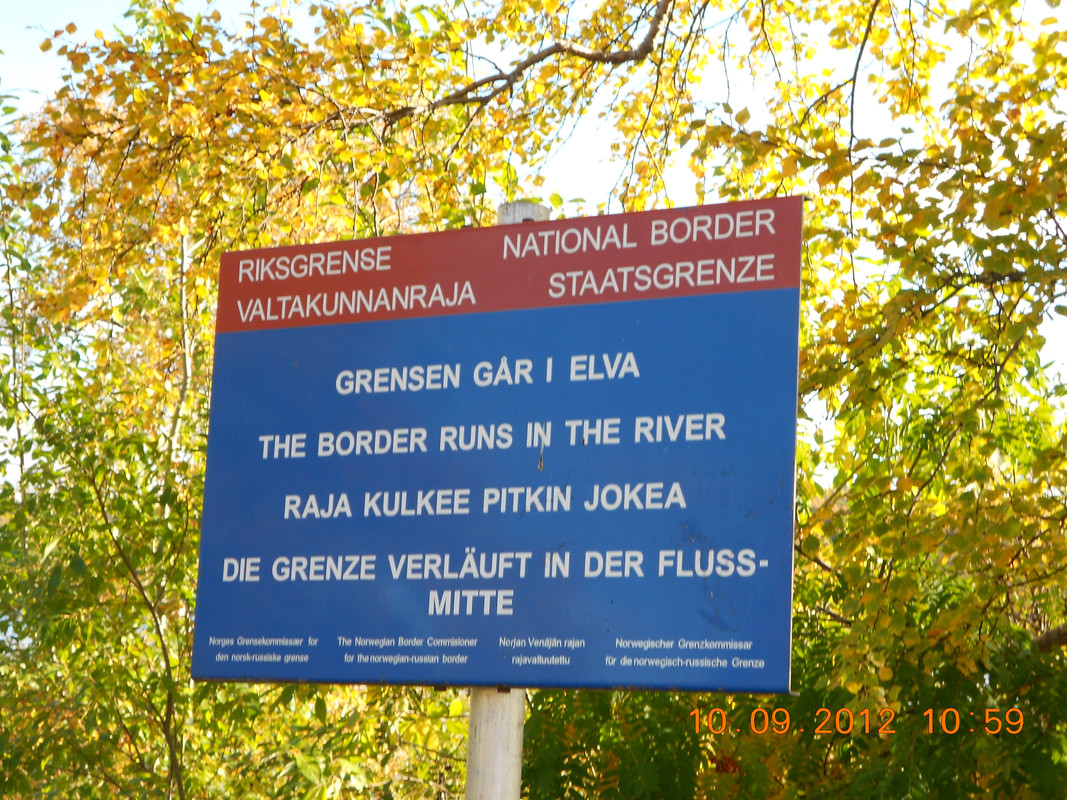 RIKSGRENSE
VALTAKUNNANRAJA
NATIONAL BORDER
STAATSGRENZE
GRENSEN GÅR I ELVA
THE BORDER RUNS IN THE RIVER
RAJA KULKEE PITKIN JOKEA
DIE GRENZE VERLÄUFT IN DER FLUSS-
MITTE
Norges Grensekommissær for
den norsk-russiske grense
The Norwegian Border Commisioner
for the norwegian-russian border
Norjan Venäjän rajan
rajavaltuutettu
Norwegischer Grenzkommissar
für die norwegisch-russische Grenze
10.09.2012 10:59